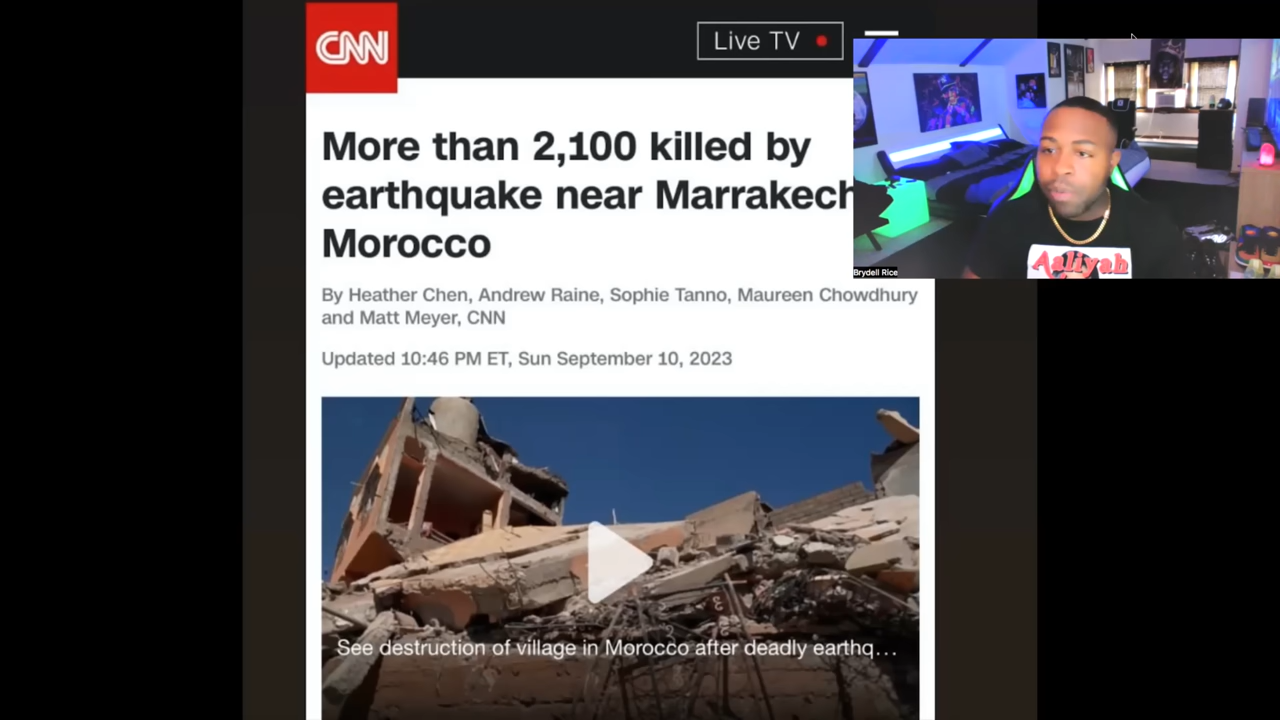 CNN
Live TV
More than 2,100 killed by
earthquake near Marrakech
Morocco
By Heather Chen, Andrew Raine, Sophie Tanno, Maureen Chowdhury
and Matt Meyer, CNN
Updated 10:46 PM ET, Sun September 10, 2023
See destruction of village in Morocco after deadly earthq...
Brydell Rice
Aaliyah